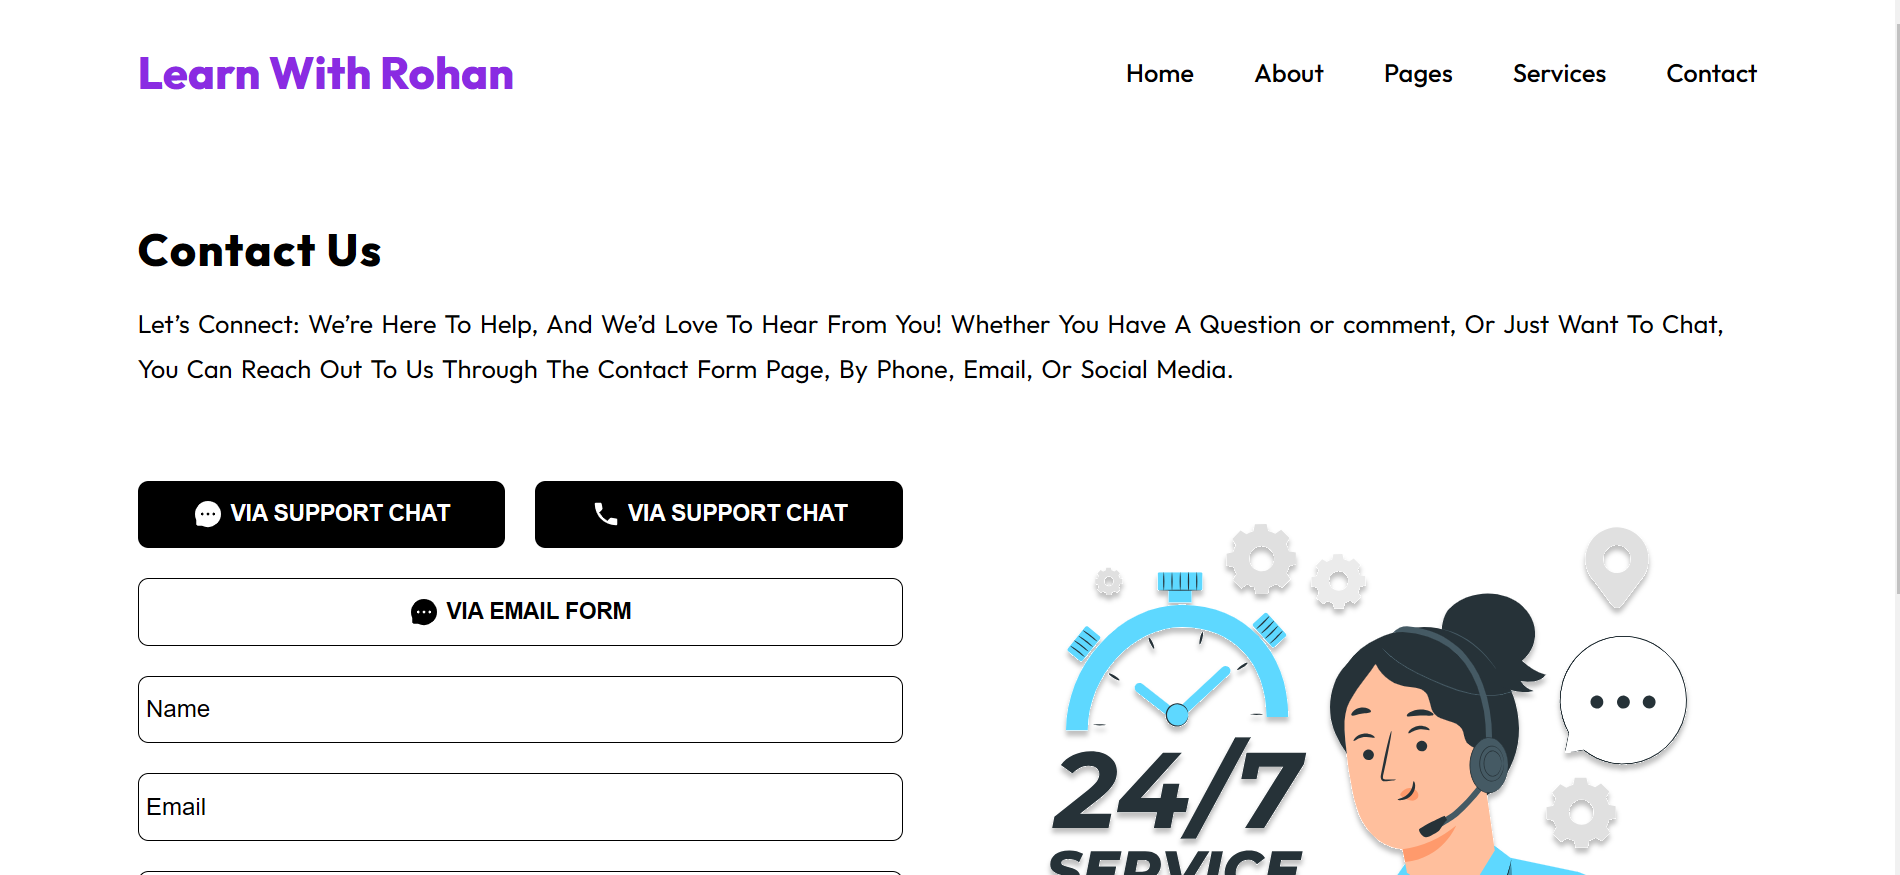 Learn With Rohan
Home About Pages Services Contact
Contact Us
Let’s Connect: We’re Here To Help, And We’d Love To Hear From You! Whether You Have A Question or comment, Or Just Want To Chat,
You Can Reach Out To Us Through The Contact Form Page, By Phone, Email, Or Social Media.
VIA SUPPORT CHAT
VIA SUPPORT CHAT
VIA EMAIL FORM
Name
Email
24/7
SERVICE